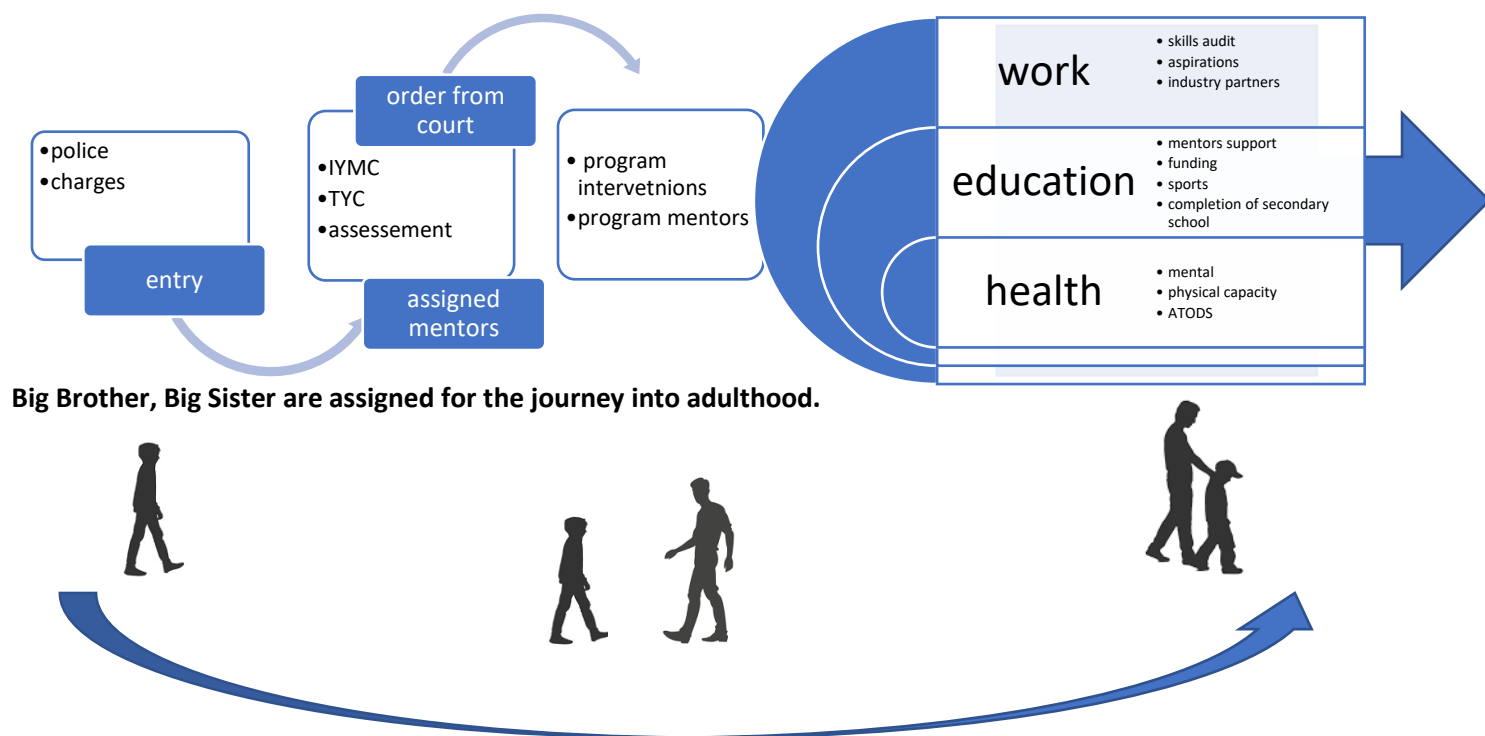 •police
•charges
entry
order from
court
•IYMC
•TYC
•assessement
assigned
mentors
• program
intervetnions
•program mentors
work
• skills audit
• aspirations
• industry partners
education
• mentors support
• funding
• sports
• completion of secondary
school
health
• mental
• physical capacity
• ATODS
Big Brother, Big Sister are assigned for the journey into adulthood.